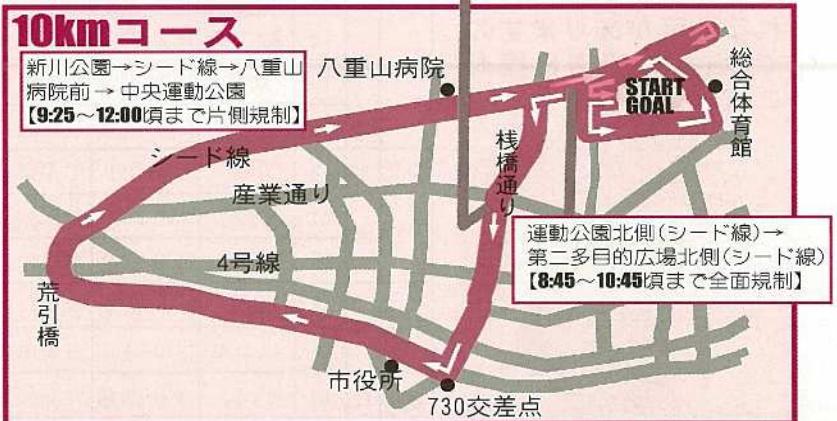 10kmコース
新川公園→シード線→八重山
病院前→中央運動公園
【9:25～12:00頃まで片側規制】
八重山病院
START
GOAL
総合体育館
シード線
桟橋通り
産業通り
運動公園北側(シード線)→
第二多目的広場北側(シード線)
【8:45～10:45頃まで全面規制】
4号線
荒引橋
市役所
730交差点